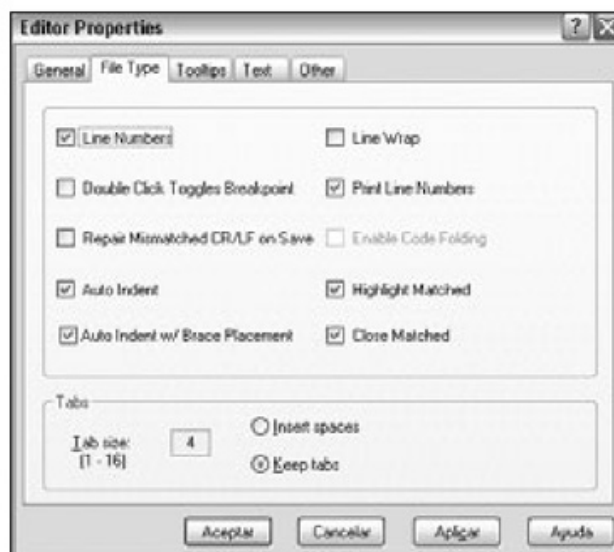 Editor Properties
General File Type Tooltips Text Other
Line Numbers Line Wrap
Double Click Toggles Breakpoint Print Line Numbers
Repair Mismatched CR/LF on Save Enable Code Folding
Auto Indent Highlight Matched
Auto Indent w/ Brace Placement Close Matched
Tabs
Tab size: 4 Insert spaces
(1 - 16) Keep tabs
Aceptar Cancelar Aplicar Ayuda